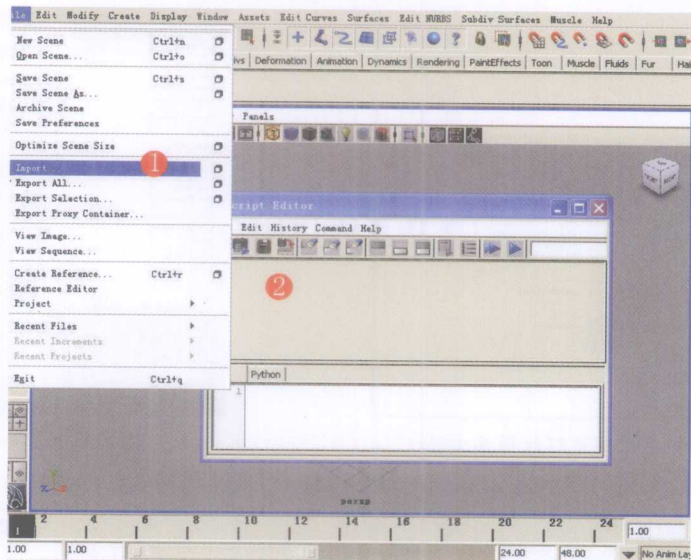 Edit Modify Create Display Window Assets Edit Curves Surfaces Edit NURBS Subdiv Surfaces Muscle Help
New Scene Ctrl+n
Open Scene... Ctrl+o
Save Scene Ctrl+s
Save Scene As...
Archive Scene
Save Preferences
Optimize Scene Size
Import...
1
Export All...
Export Selection...
Export Proxy Container...
View Image...
View Sequence...
Create Reference... Ctrl+r
Reference Editor
Project
Recent Files
Recent Increments
Recent Projects
Exit Ctrl+q
Deformation Animation Dynamics Rendering PaintEffects Toon Muscle Fluids Fur
Panels
Script Editor
Edit History Command Help
2
Python
1
persp
1 2 4 6 8 10 12 14 16 18 20 22 24 1.00
1.00 1.00 24.00 48.00 No Anim Lay